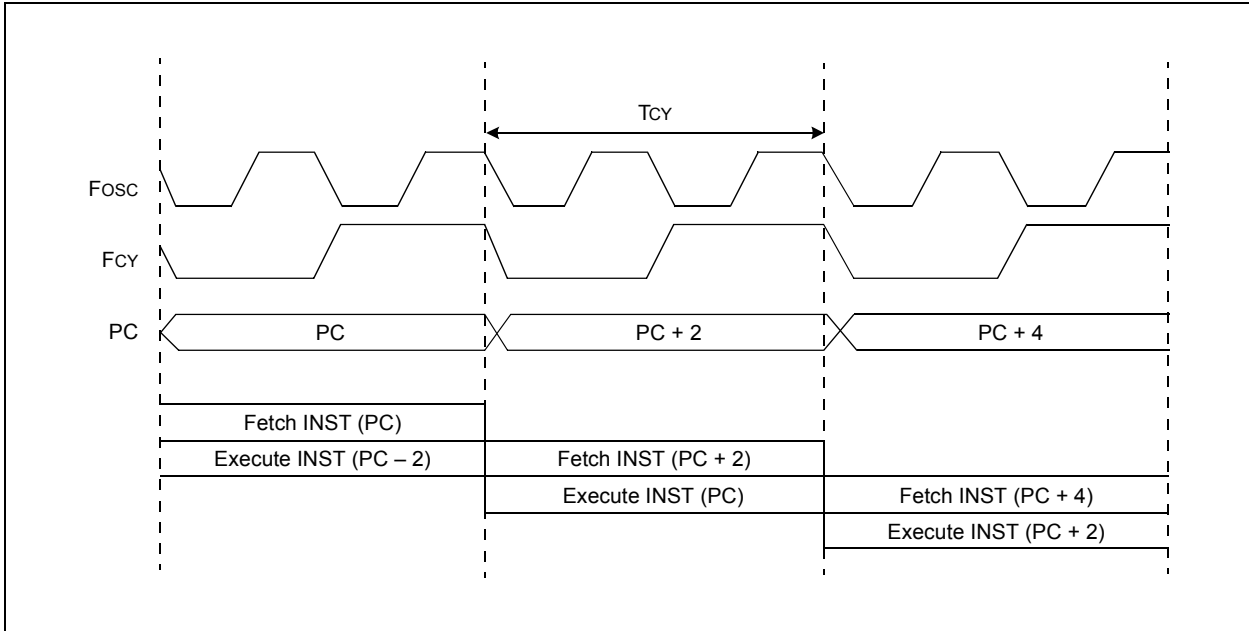 TCY
FOSC
FCY
PC PC PC + 2 PC + 4
Fetch INST (PC)
Execute INST (PC – 2) Fetch INST (PC + 2)
Execute INST (PC) Fetch INST (PC + 4)
Execute INST (PC + 2)